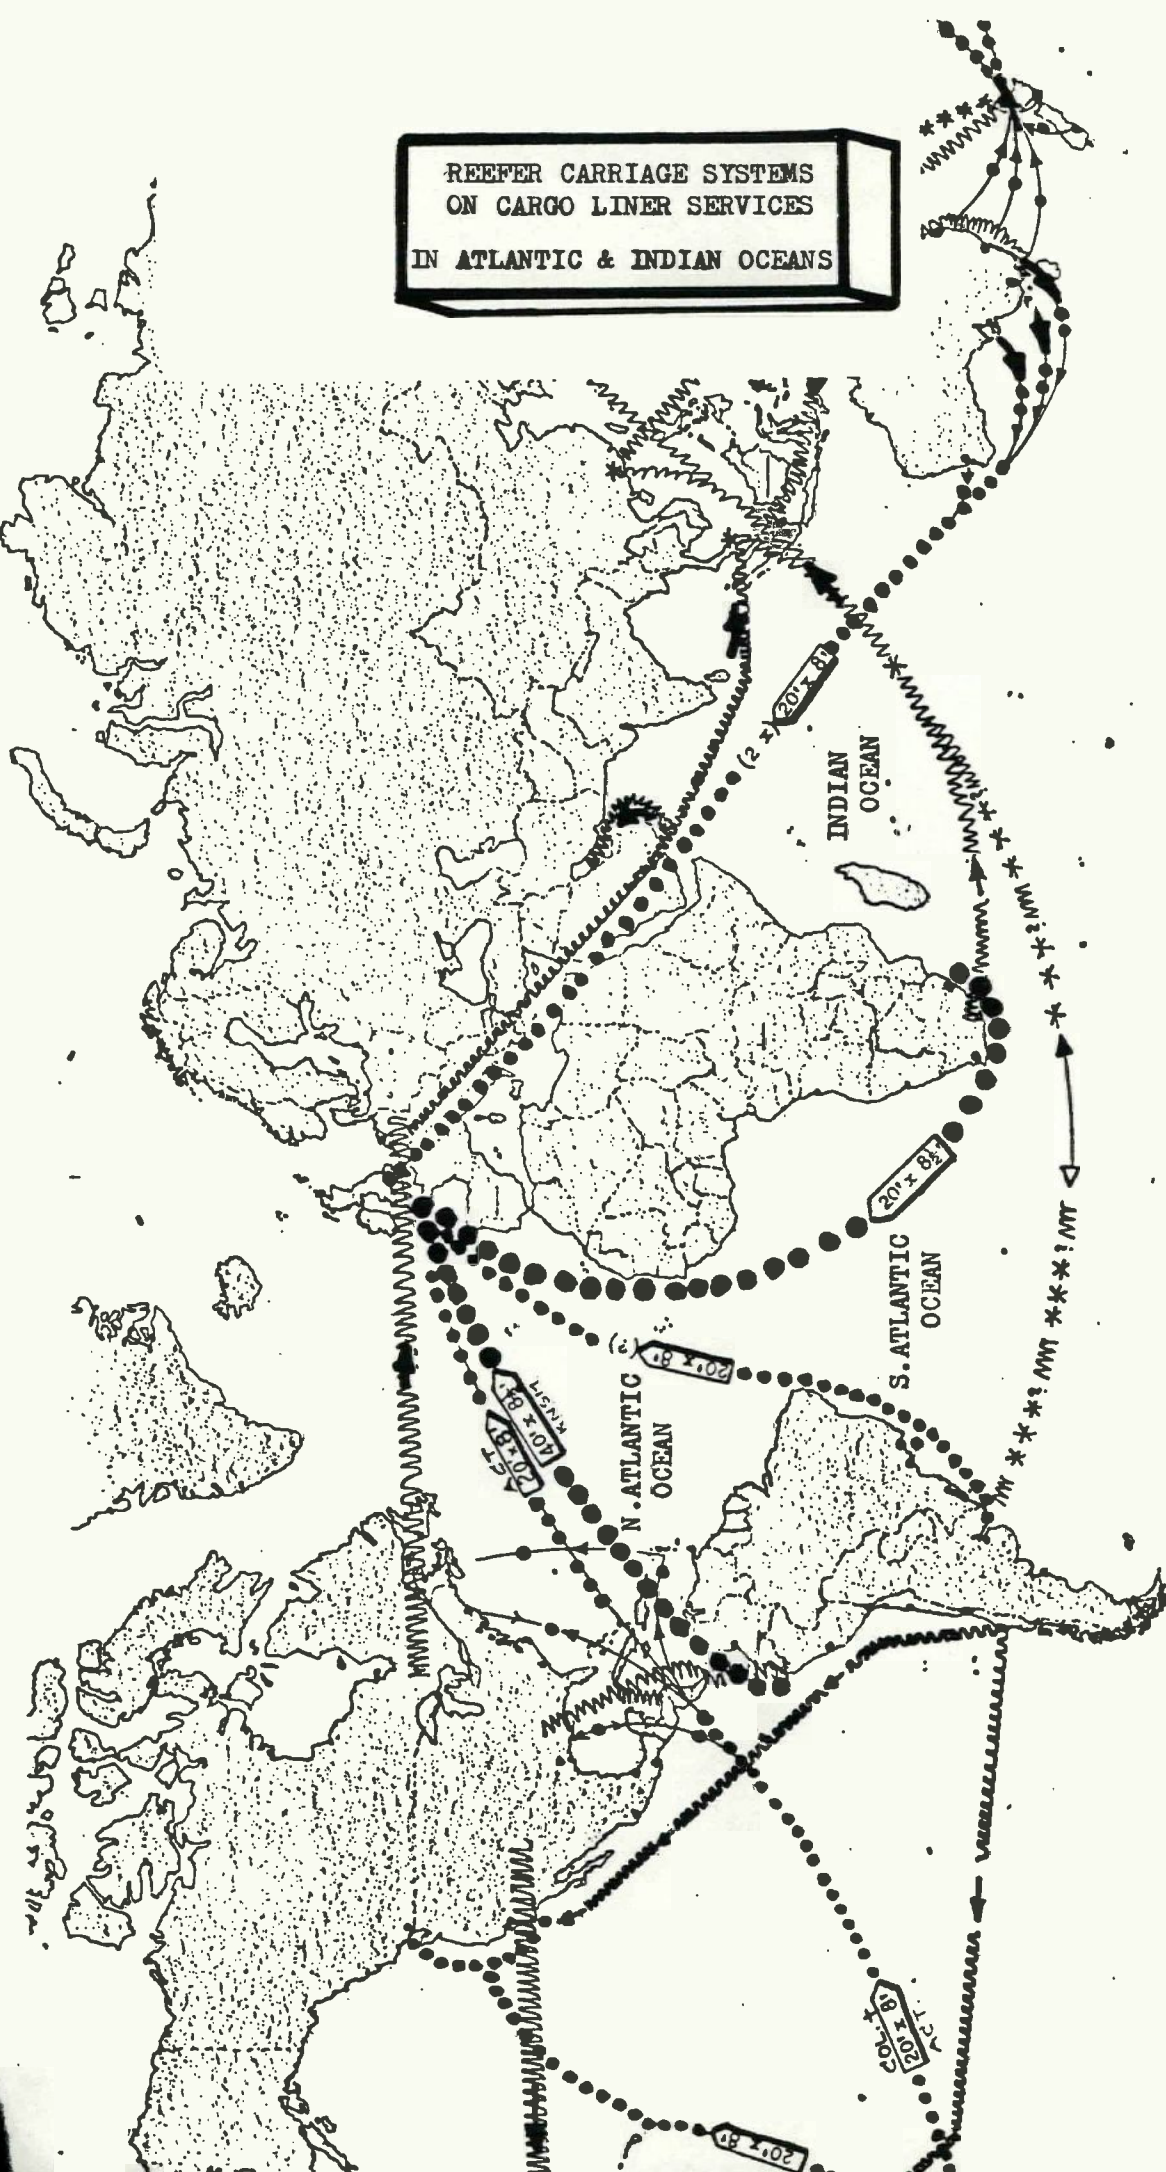 REEFER CARRIAGE SYSTEMS
ON CARGO LINER SERVICES
IN ATLANTIC & INDIAN OCEANS
20' x 8'
(2 x)
INDIAN
OCEAN
20' x 8½'
S.ATLANTIC
OCEAN
20' x 8'
(?)
N.ATLANTIC
OCEAN
40' x 8½'
KNSM
20' x 8'
COL.+
20' x 8'
ACT.
20' x 8'